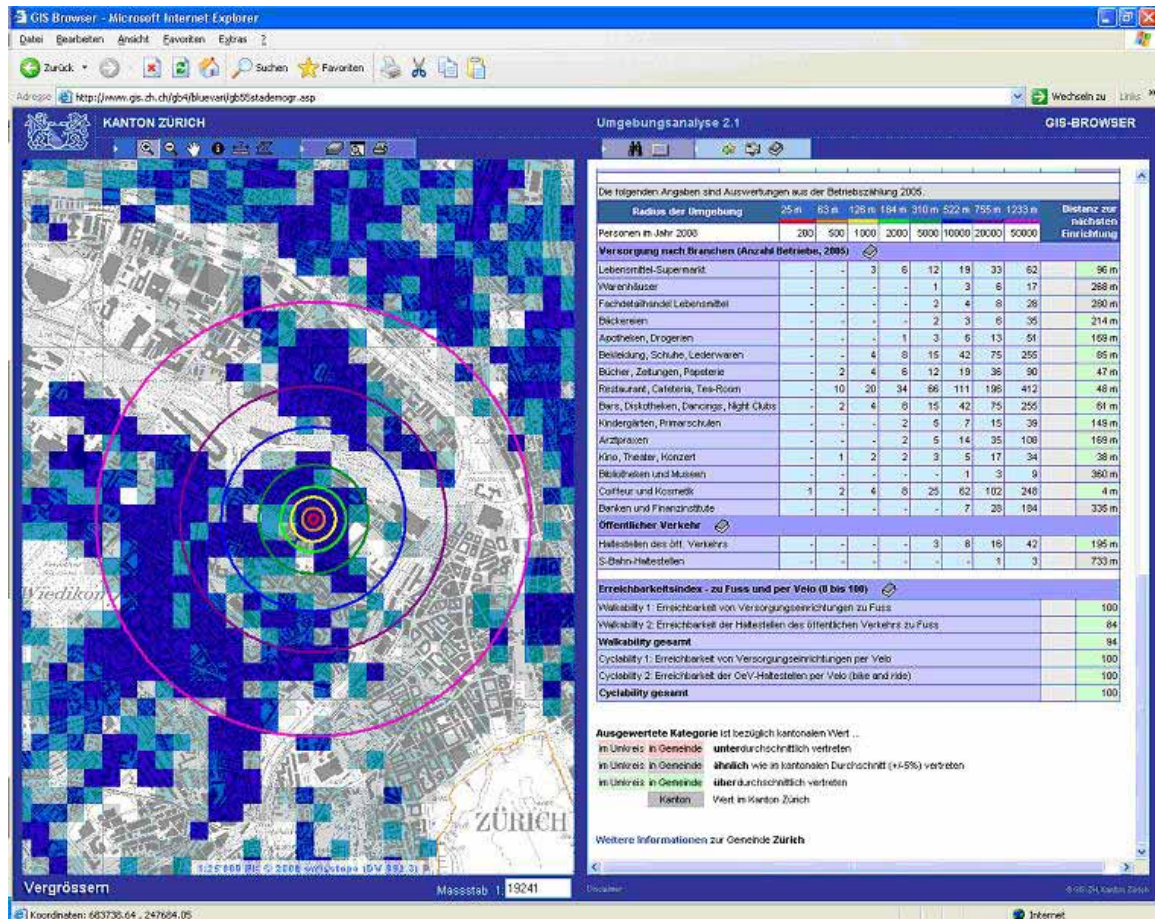 GIS Browser - Microsoft Internet Explorer
Datei Bearbeiten Ansicht Favoriten Extras ?
Zurück Suchen Favoriten
Adresse http://www.gis.zh.ch/gb4/bluevari/gb55stademogr.asp Wechseln zu Links
KANTON ZÜRICH Umgebungsanalyse 2.1 GIS-BROWSER
Die folgenden Angaben sind Auswertungen aus der Betriebszählung 2005.
Radius der Umgebung 25 m 63 m 126 m 184 m 310 m 522 m 755 m 1233 m Distanz zur nächsten Einrichtung
Personen im Jahr 2008 200 500 1000 2000 5000 10000 20000 50000
Versorgung nach Branchen (Anzahl Betriebe, 2005)
Lebensmittel-Supermarkt - - 3 6 12 19 33 62 96 m
Warenhäuser - - - - 1 3 6 17 268 m
Fachdetailhandel Lebensmittel - - - - 2 4 8 28 280 m
Bäckereien - - - - 2 3 6 35 214 m
Apotheken, Drogerien - - - 1 3 6 13 51 169 m
Bekleidung, Schuhe, Lederwaren - - 4 8 15 42 75 255 85 m
Bücher, Zeitungen, Papeterie - 2 4 6 12 19 36 90 47 m
Restaurant, Cafeteria, Tea-Room - 10 20 34 66 111 196 412 48 m
Bars, Diskotheken, Dancings, Night Clubs - 2 4 8 15 42 75 255 61 m
Kindergärten, Primarschulen - - - 2 5 7 15 39 149 m
Arztpraxen - - - 2 5 14 35 108 169 m
Kino, Theater, Konzert - 1 2 2 3 5 17 34 38 m
Bibliotheken und Museen - - - - - 1 3 9 360 m
Coiffeur und Kosmetik 1 2 4 8 25 62 102 248 4 m
Banken und Finanzinstitute - - - - - 7 28 184 335 m
Öffentlicher Verkehr
Haltestellen des öff. Verkehrs - - - - 3 8 16 42 195 m
S-Bahn-Haltestellen - - - - - - 1 3 733 m
Erreichbarkeitsindex - zu Fuss und per Velo (0 bis 100)
Walkability 1: Erreichbarkeit von Versorgungseinrichtungen zu Fuss 100
Walkability 2: Erreichbarkeit der Haltestellen des öffentlichen Verkehrs zu Fuss 84
Walkability gesamt 94
Cyclability 1: Erreichbarkeit von Versorgungseinrichtungen per Velo 100
Cyclability 2: Erreichbarkeit der OeV-Haltestellen per Velo (bike and ride) 100
Cyclability gesamt 100
Ausgewertete Kategorie ist bezüglich kantonalen Wert ...
im Umkreis in Gemeinde unterdurchschnittlich vertreten
im Umkreis in Gemeinde ähnlich wie im kantonalen Durchschnitt (+/-5%) vertreten
im Umkreis in Gemeinde überdurchschnittlich vertreten
Kanton Wert im Kanton Zürich
Weitere Informationen zur Gemeinde Zürich
Wiedikon
ZÜRICH
Vergrössern Massstab 1: 19241 Disclaimer © GIS-ZH, Kanton Zürich
Koordinaten: 683738.64 , 247684.05 Internet